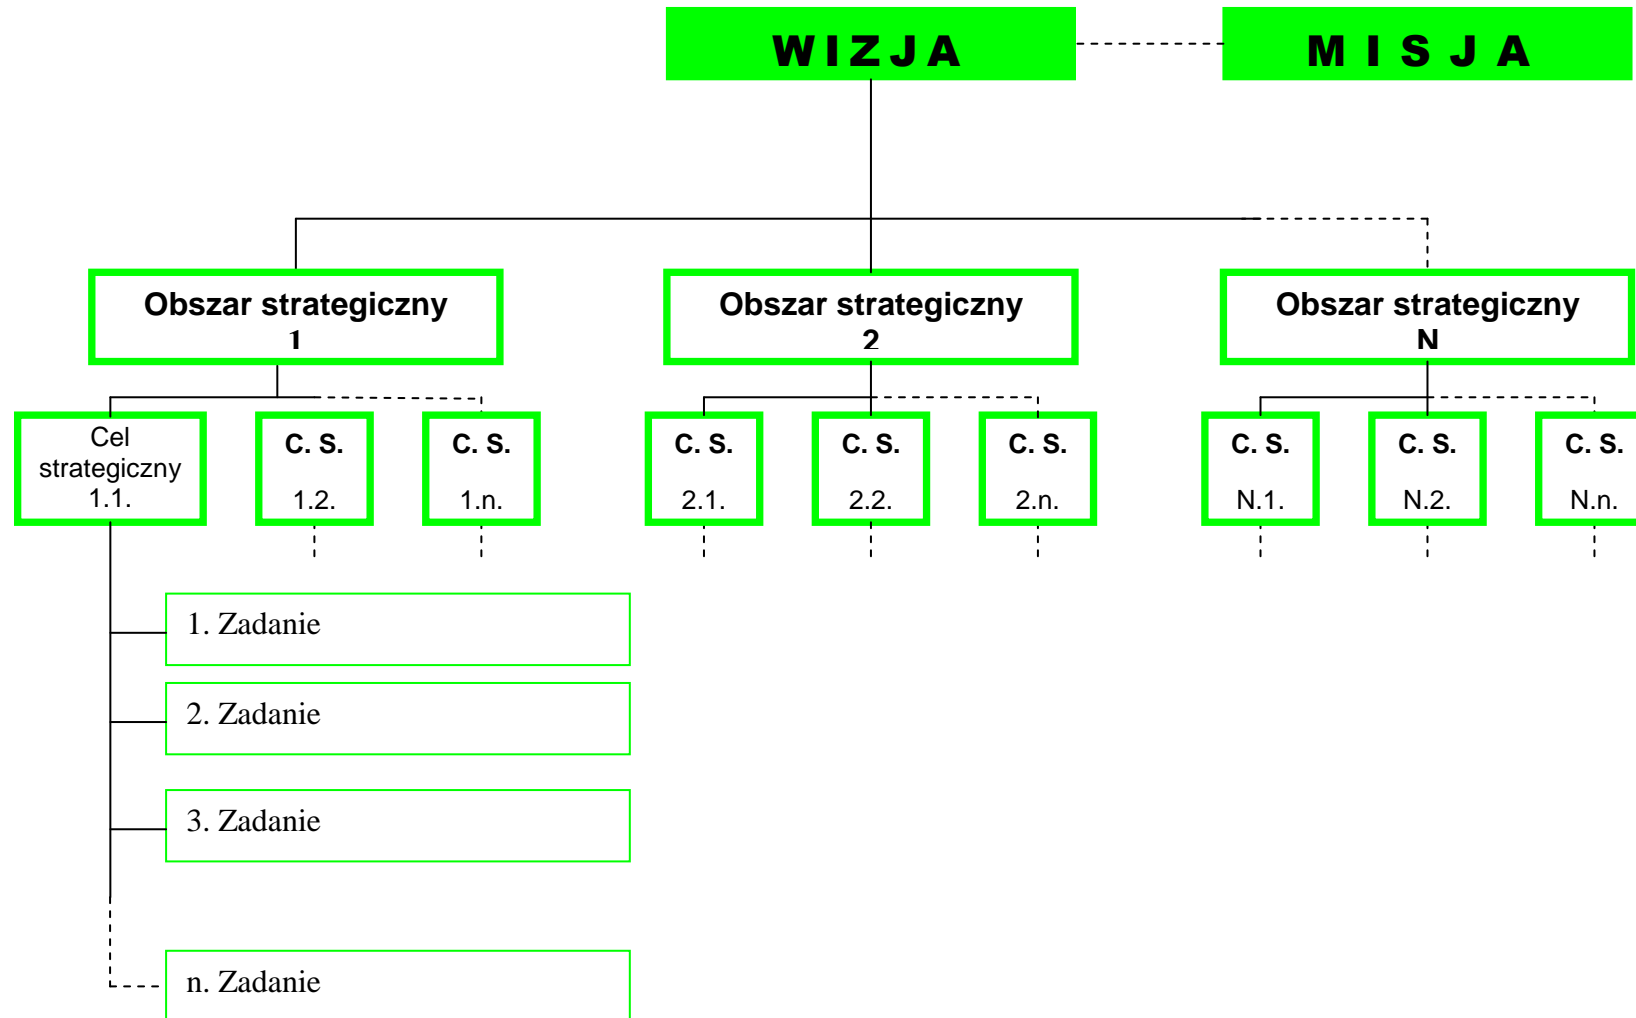 WIZJA
M I S J A
Obszar strategiczny
1
Obszar strategiczny
2
Obszar strategiczny
N
Cel
strategiczny
1.1.
C. S.
1.2.
C. S.
1.n.
C. S.
2.1.
C. S.
2.2.
C. S.
2.n.
C. S.
N.1.
C. S.
N.2.
C. S.
N.n.
1. Zadanie
2. Zadanie
3. Zadanie
n. Zadanie